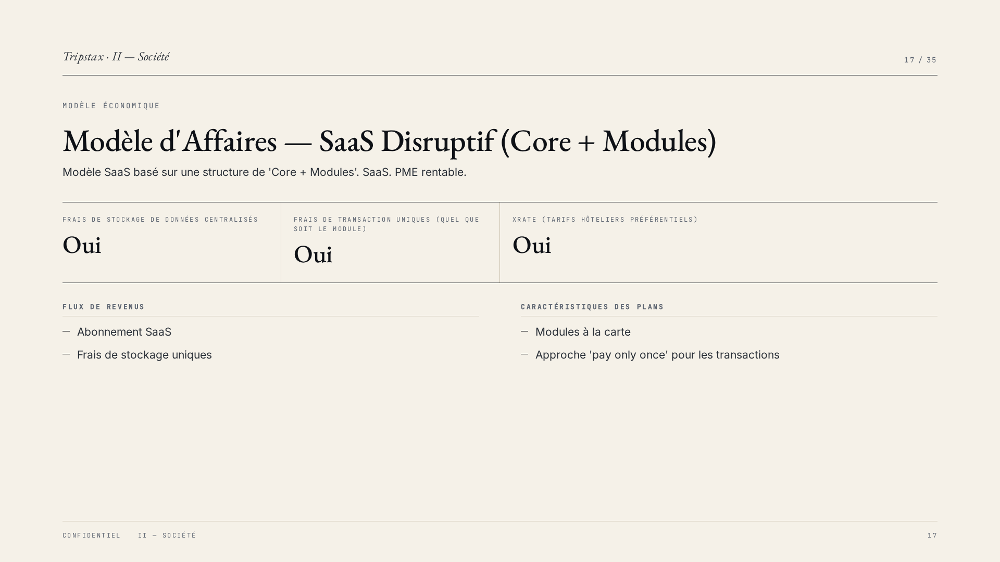 Tripstax · II — Société
17 / 35
MODÈLE ÉCONOMIQUE
Modèle d'Affaires — SaaS Disruptif (Core + Modules)
Modèle SaaS basé sur une structure de 'Core + Modules'. SaaS. PME rentable.
FRAIS DE STOCKAGE DE DONNÉES CENTRALISÉS
Oui
FRAIS DE TRANSACTION UNIQUES (QUEL QUE
SOIT LE MODULE)
Oui
XRATE (TARIFS HÔTELIERS PRÉFÉRENTIELS)
Oui
FLUX DE REVENUS
— Abonnement SaaS
— Frais de stockage uniques
CARACTÉRISTIQUES DES PLANS
— Modules à la carte
— Approche 'pay only once' pour les transactions
CONFIDENTIEL II — SOCIÉTÉ
17